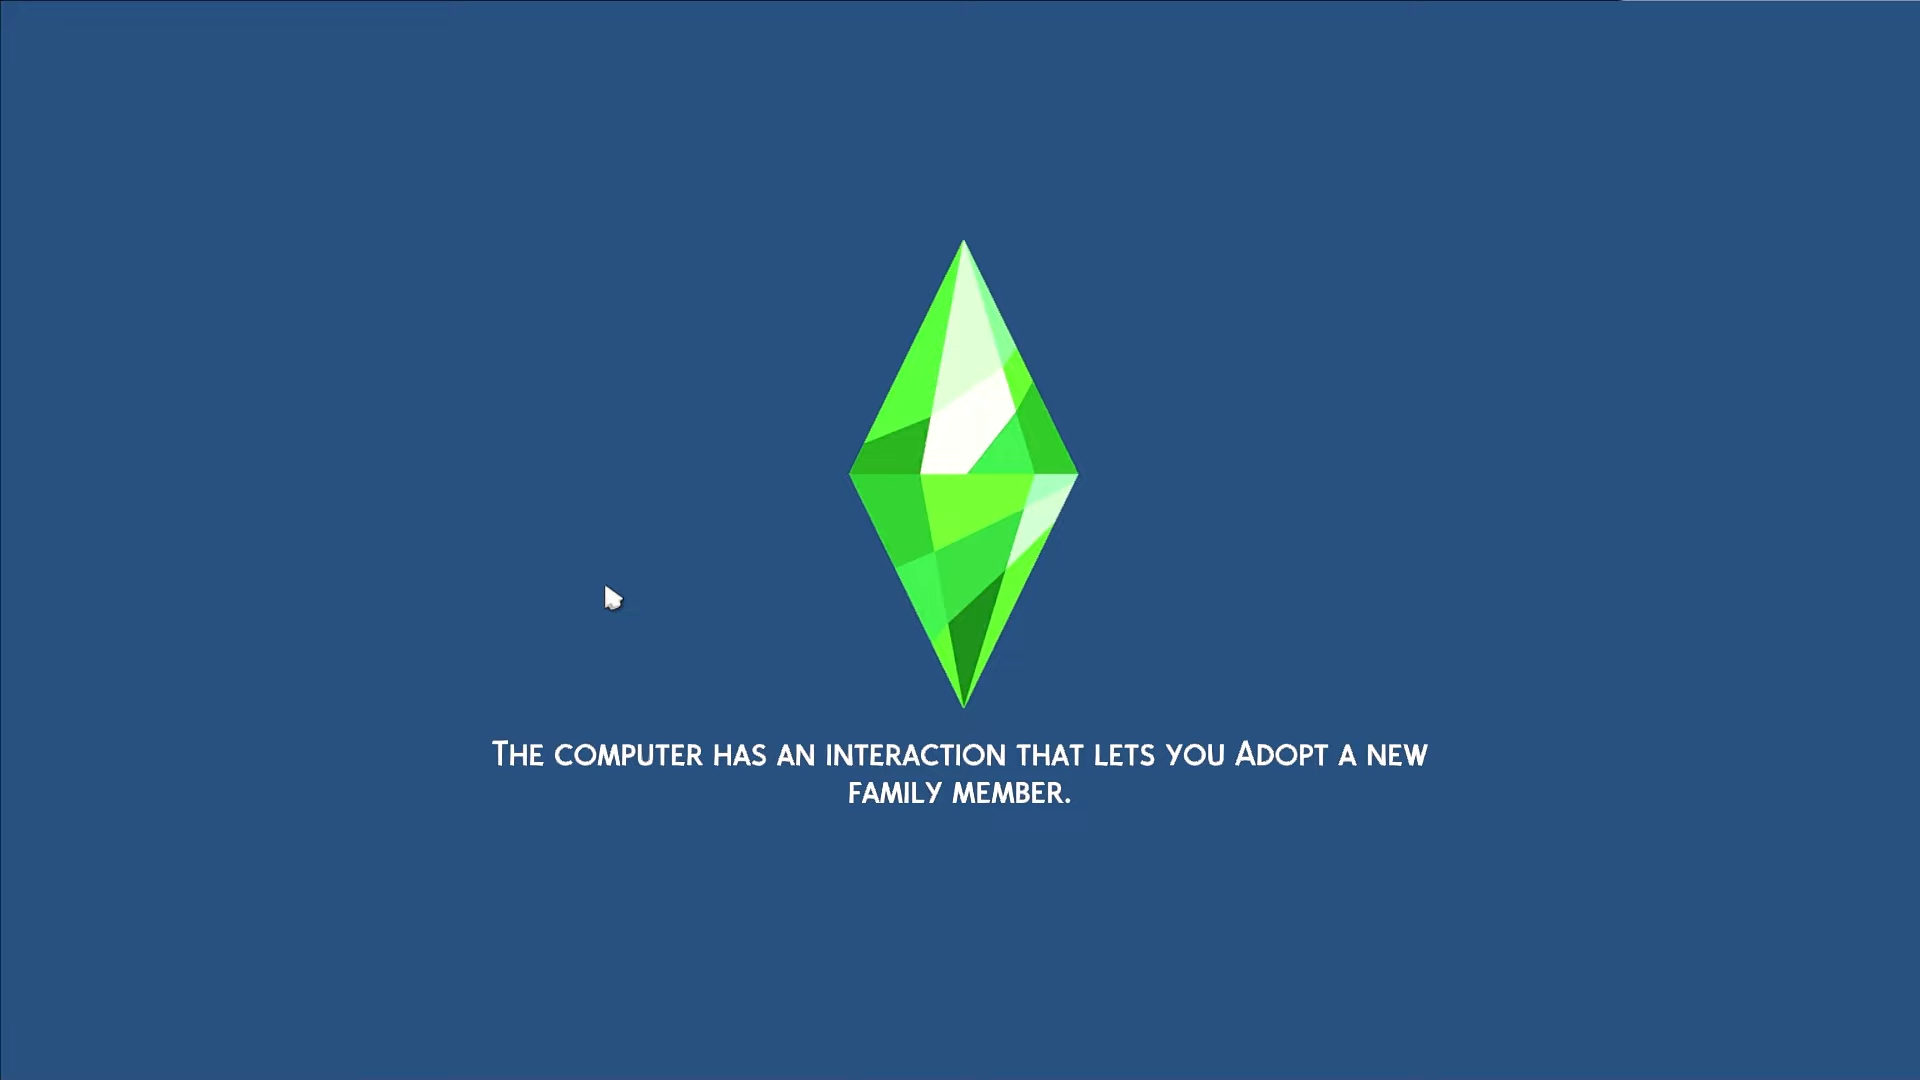 The computer has an interaction that lets you Adopt a new
family member.